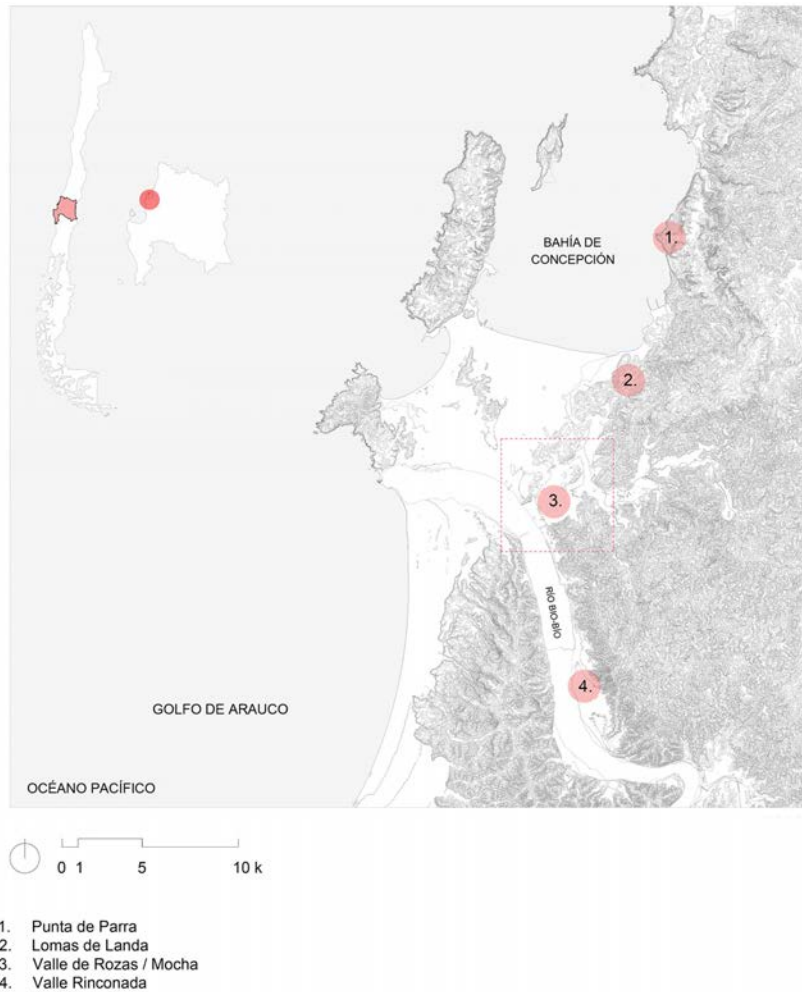 1.
BAHÍA DE
CONCEPCIÓN
2.
3.
RÍO BIO-BÍO
4.
GOLFO DE ARAUCO
OCÉANO PACÍFICO
0 1 5 10 k
1. Punta de Parra
2. Lomas de Landa
3. Valle de Rozas / Mocha
4. Valle Rinconada